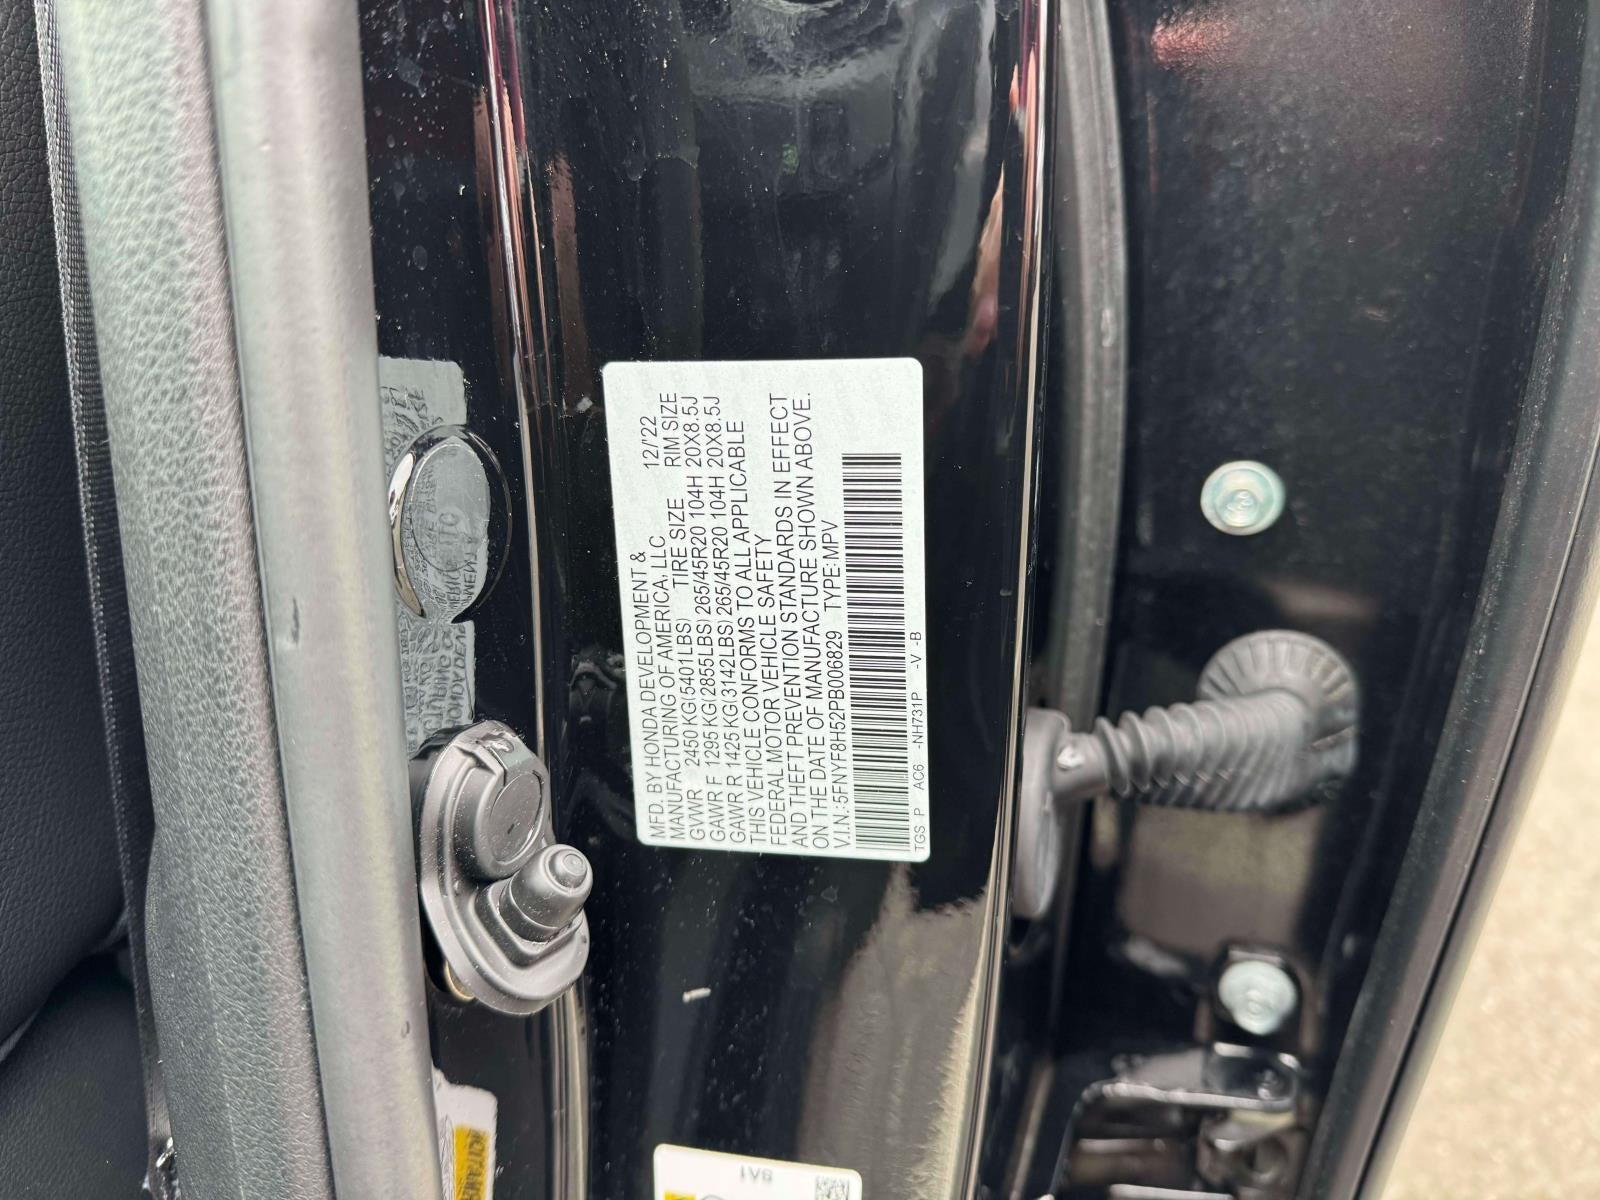 MFD. BY HONDA DEVELOPMENT & 12/'22
MANUFACTURING OF AMERICA, LLC TIRE SIZE RIM SIZE
GVWR 2450 KG(5401LBS)
GAWR F 1295 KG(2855LBS) 265/45R20 104H 20X8.5J
GAWR R 1425 KG(3142LBS) 265/45R20 104H 20X8.5J
THIS VEHICLE CONFORMS TO ALL APPLICABLE
FEDERAL MOTOR VEHICLE SAFETY
AND THEFT PREVENTION STANDARDS IN EFFECT
ON THE DATE OF MANUFACTURE SHOWN ABOVE.
V.I.N.: 5FNYF8H52PB006829 TYPE: MPV
TGS P AC6 -NH731P -V -B
SA1